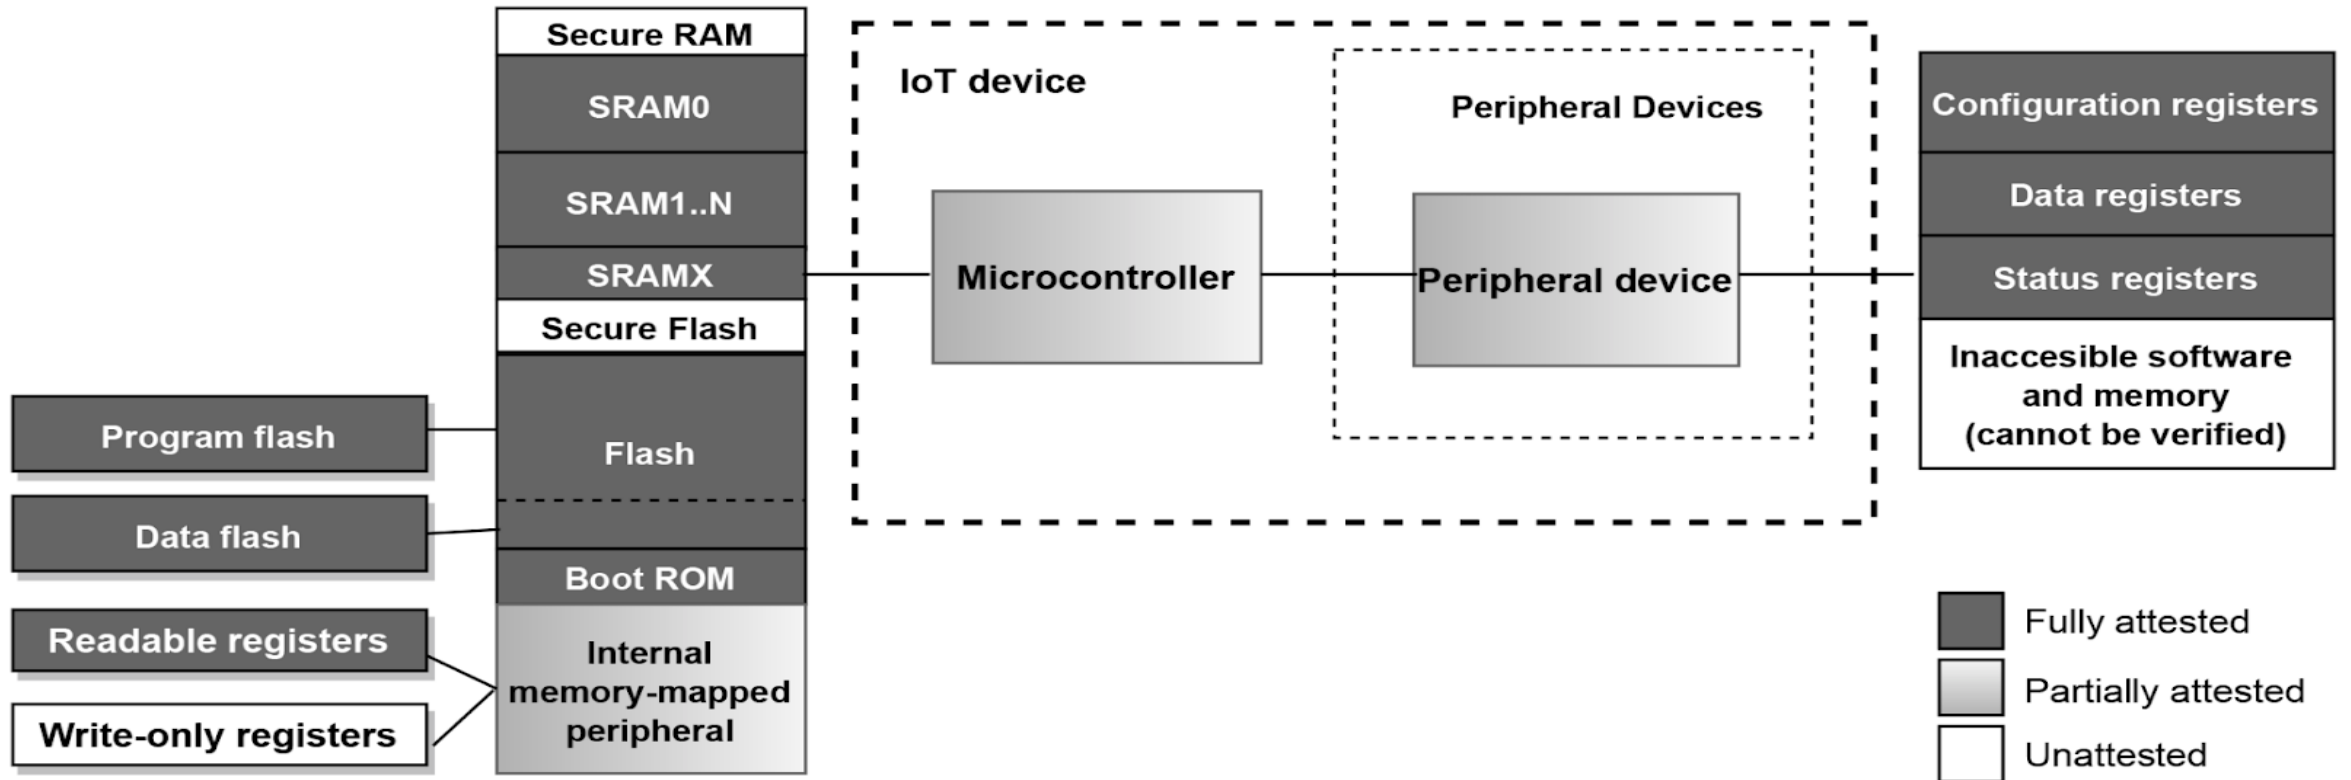 Secure RAM
SRAM0
SRAM1..N
SRAMX
Secure Flash
Flash
Boot ROM
Internal
memory-mapped
peripheral
Program flash
Data flash
Readable registers
Write-only registers
IoT device
Peripheral Devices
Microcontroller
Peripheral device
Configuration registers
Data registers
Status registers
Inaccesible software
and memory
(cannot be verified)
Fully attested
Partially attested
Unattested